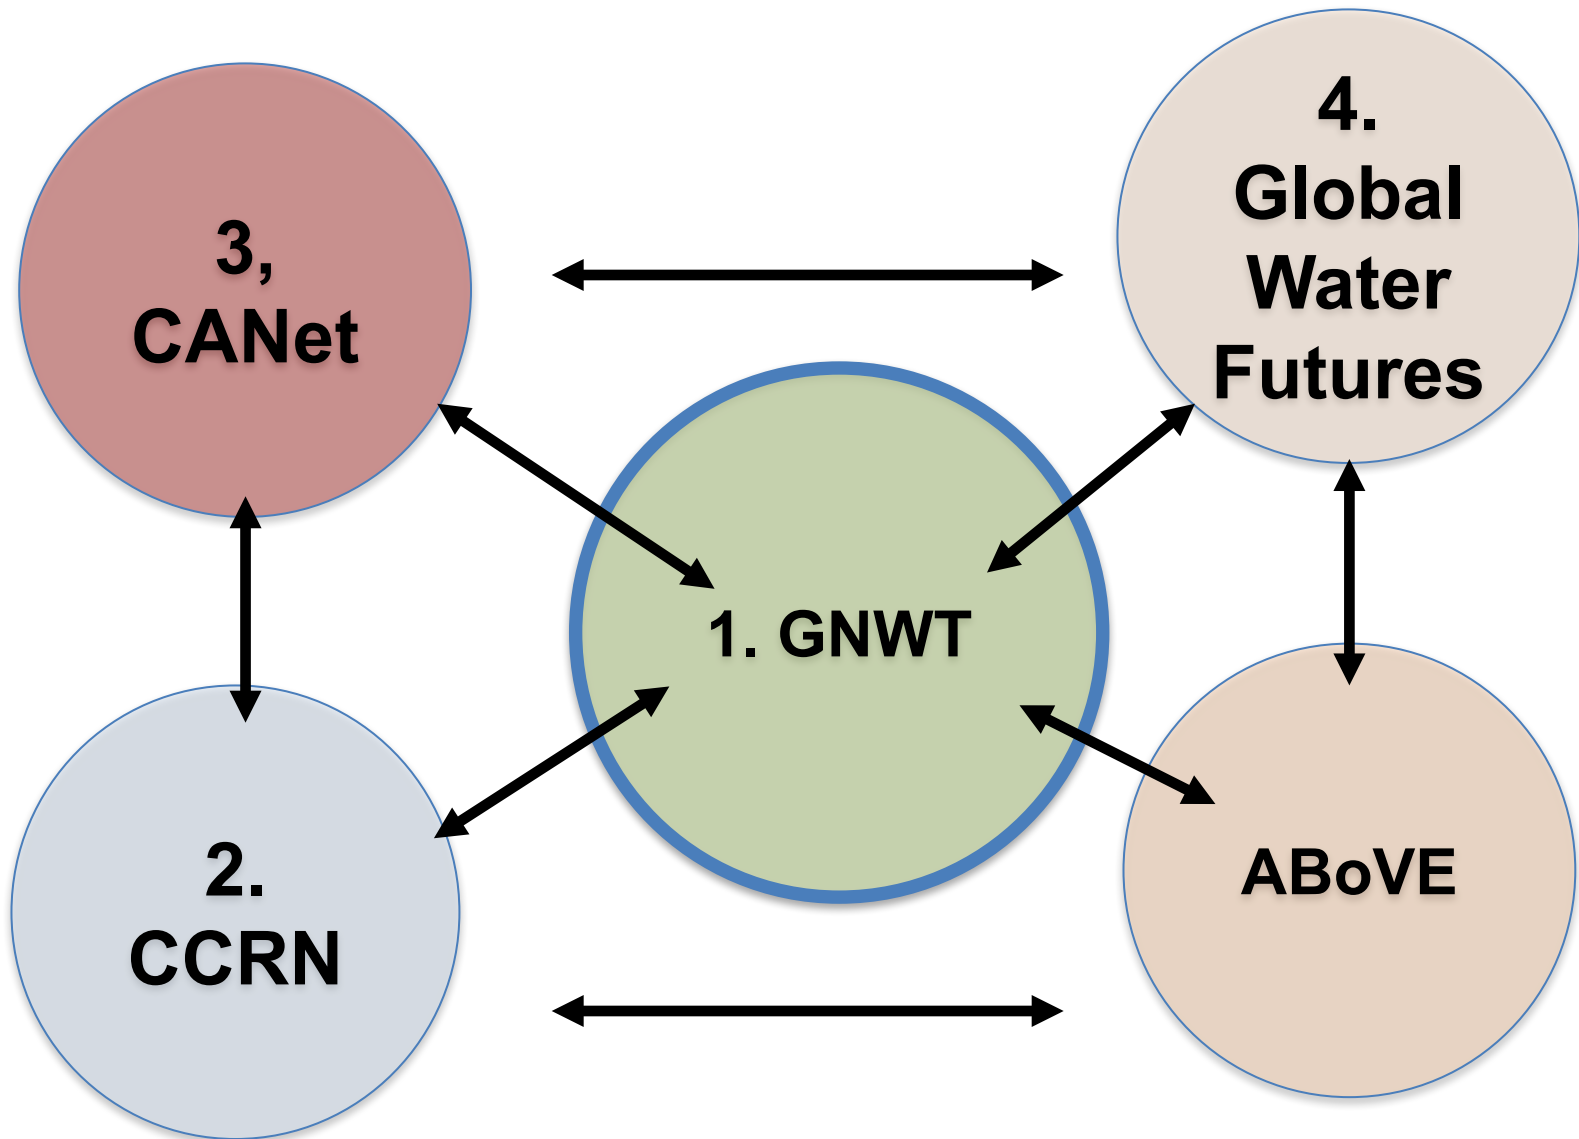 3,
CANet
4.
Global
Water
Futures
1. GNWT
2.
CCRN
ABoVE